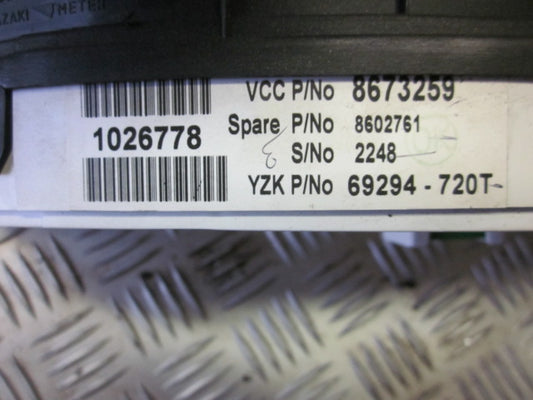 AZAKI /METER
VCC P/No 8673259
1026778
Spare P/No 8602761
S/No 2248
YZK P/No 69294-720T